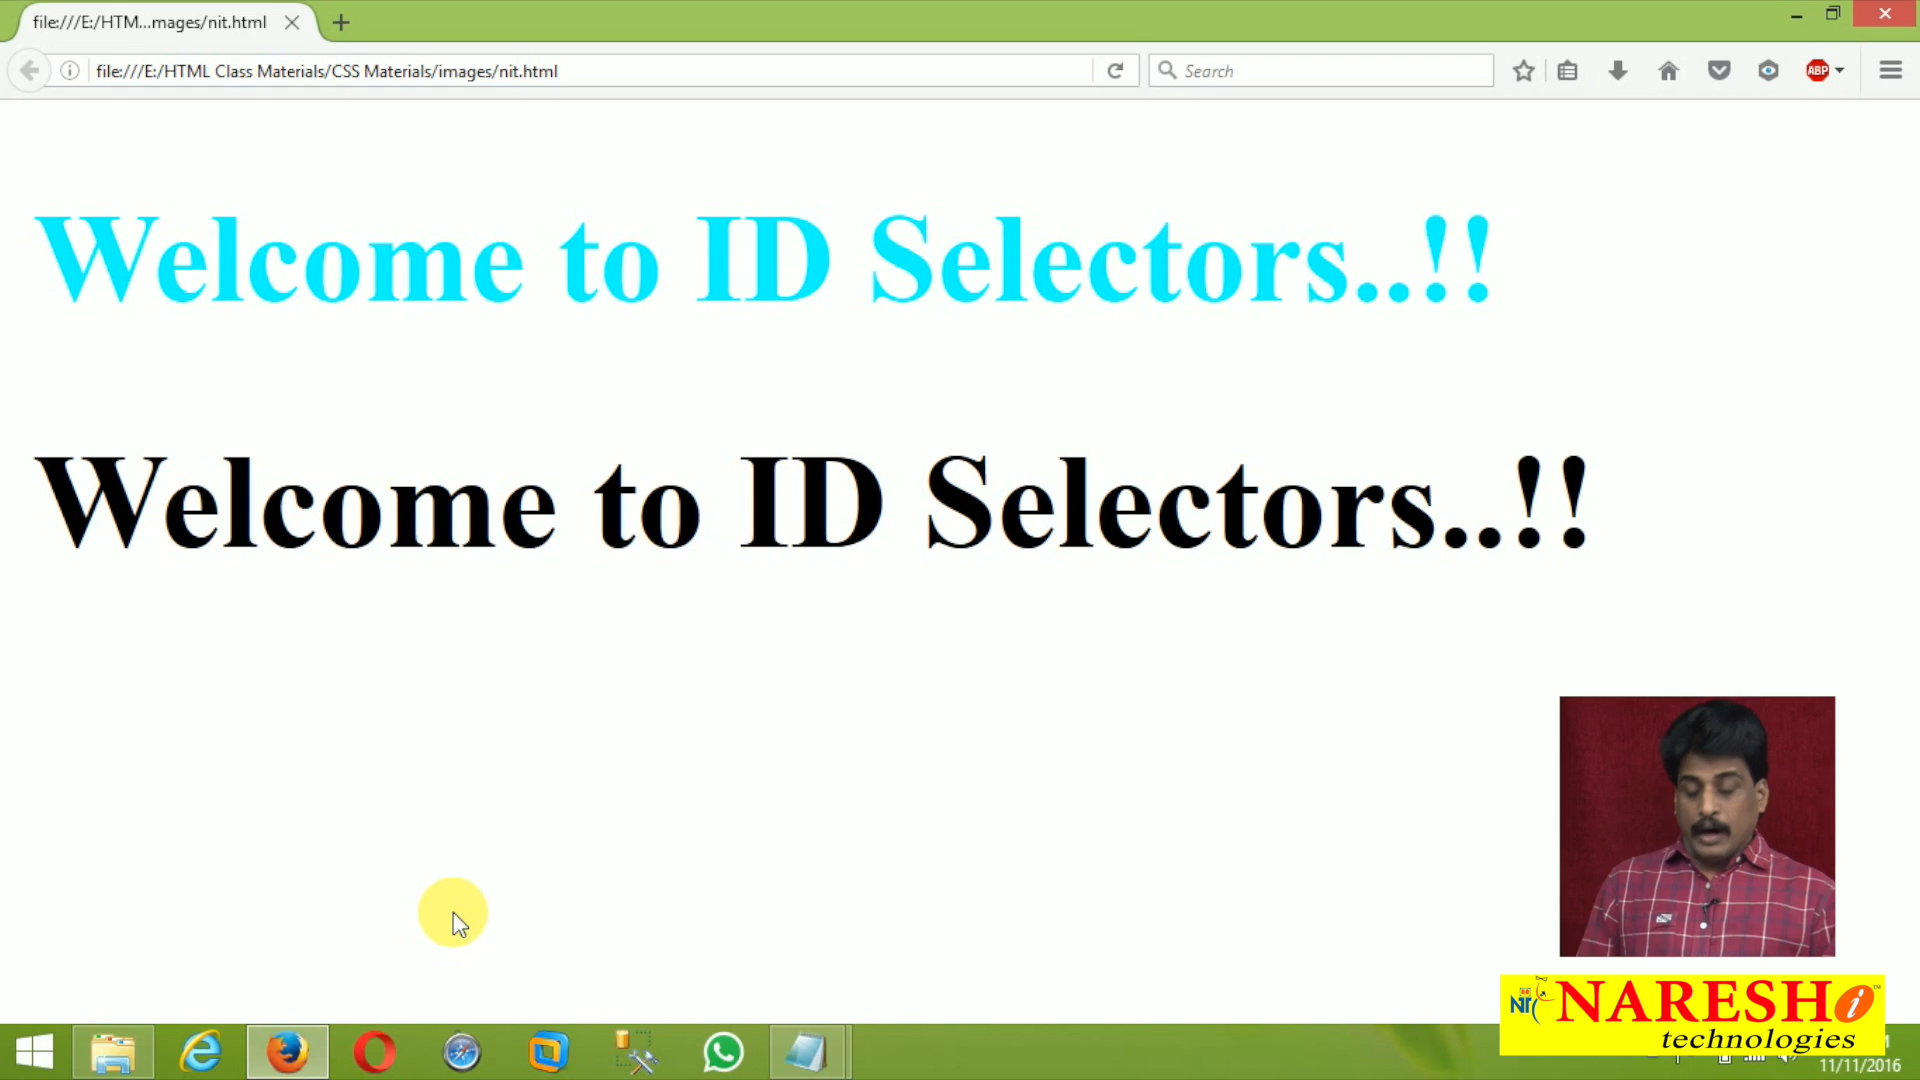 file:///E:/HTM...mages/nit.html
file:///E:/HTML Class Materials/CSS Materials/images/nit.html
Search
ABP
Welcome to ID Selectors..!!
Welcome to ID Selectors..!!
NARESH i
technologies
11/11/2016